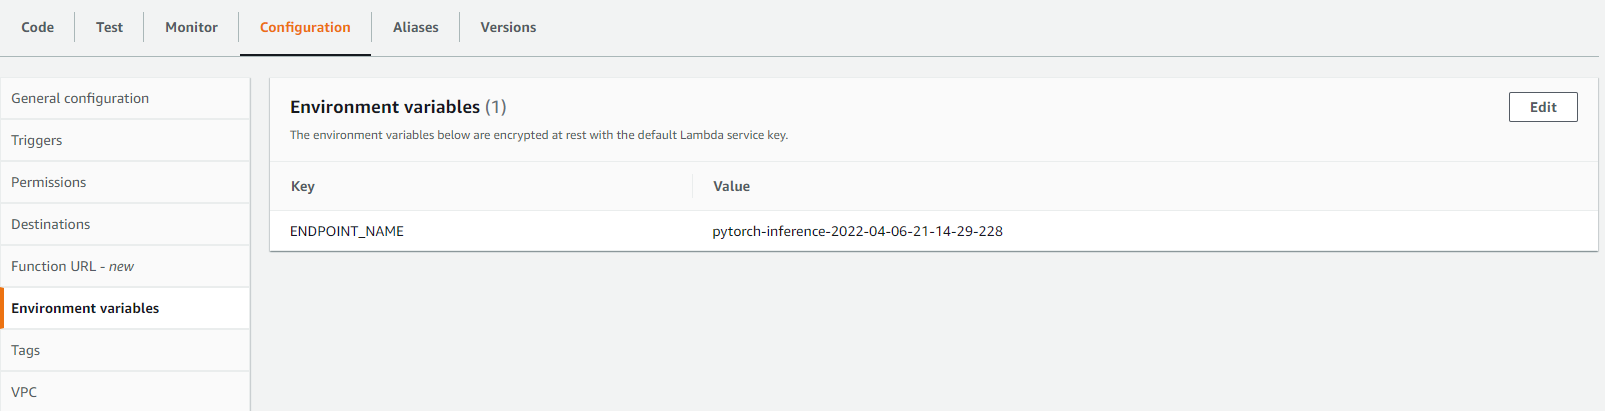 Code Test Monitor Configuration Aliases Versions
General configuration
Triggers
Permissions
Destinations
Function URL - new
Environment variables
Tags
VPC
Environment variables (1)
Edit
The environment variables below are encrypted at rest with the default Lambda service key.
Key Value
ENDPOINT_NAME pytorch-inference-2022-04-06-21-14-29-228